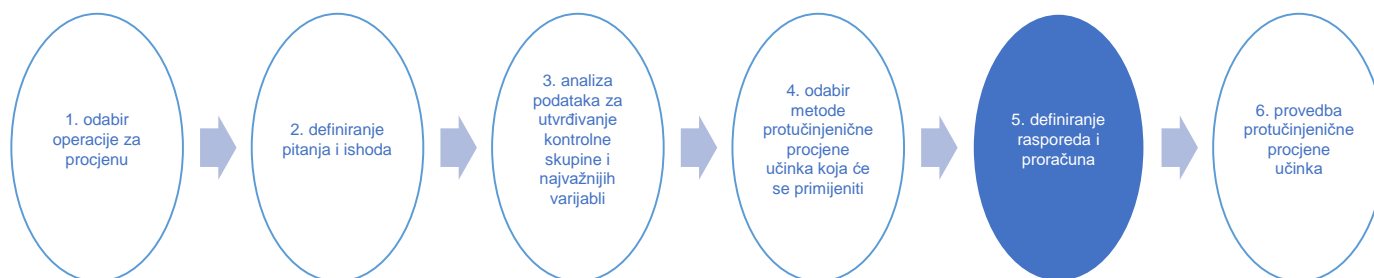 1. odabir
operacije za
procjenu
2. definiranje
pitanja i ishoda
3. analiza
podataka za
utvrđivanje
kontrolne
skupine i
najvažnijih
varijabli
4. odabir
metode
protučinjenične
procjene
učinka koja će
se primijeniti
5. definiranje
rasporeda i
proračuna
6. provedba
protučinjenične
procjene
učinka